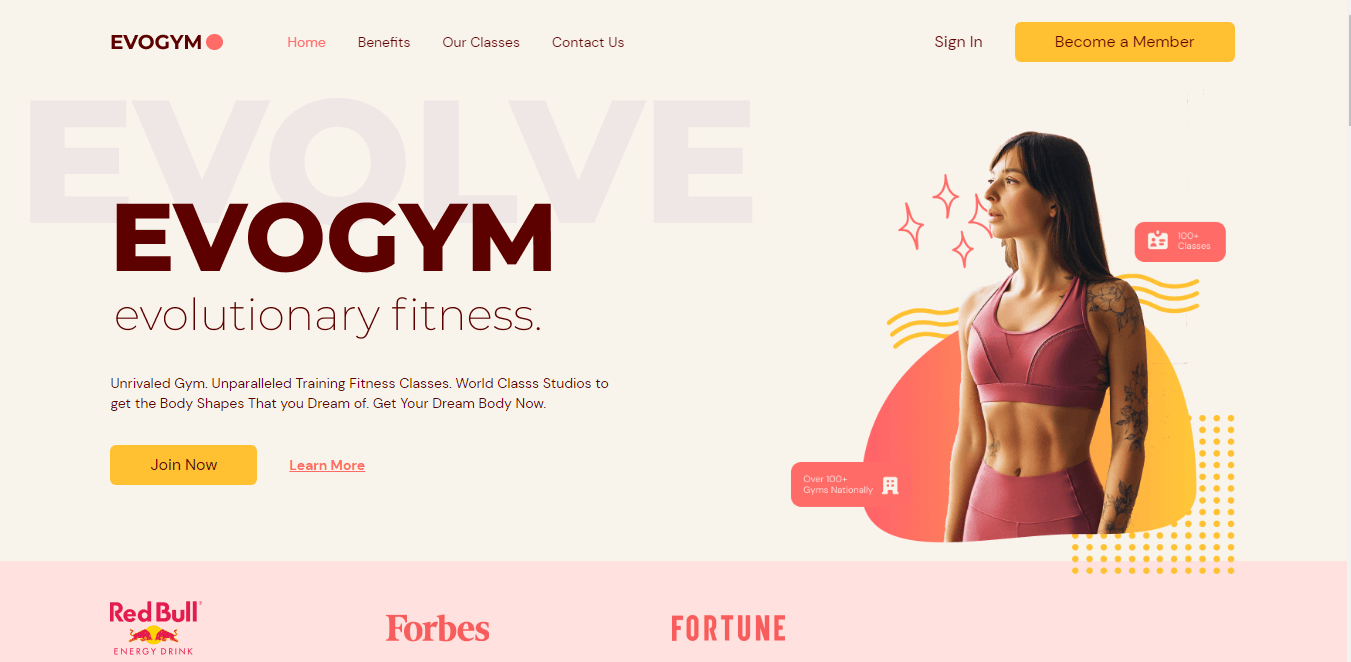 EVOGYM
Home
Benefits
Our Classes
Contact Us
Sign In
Become a Member
EVOLVE
EVOGYM
evolutionary fitness.
100+
Classes
Unrivaled Gym. Unparalleled Training Fitness Classes. World Classs Studios to
get the Body Shapes That you Dream of. Get Your Dream Body Now.
Join Now
Learn More
Over 100+
Gyms Nationally
Red Bull
ENERGY DRINK
Forbes
FORTUNE